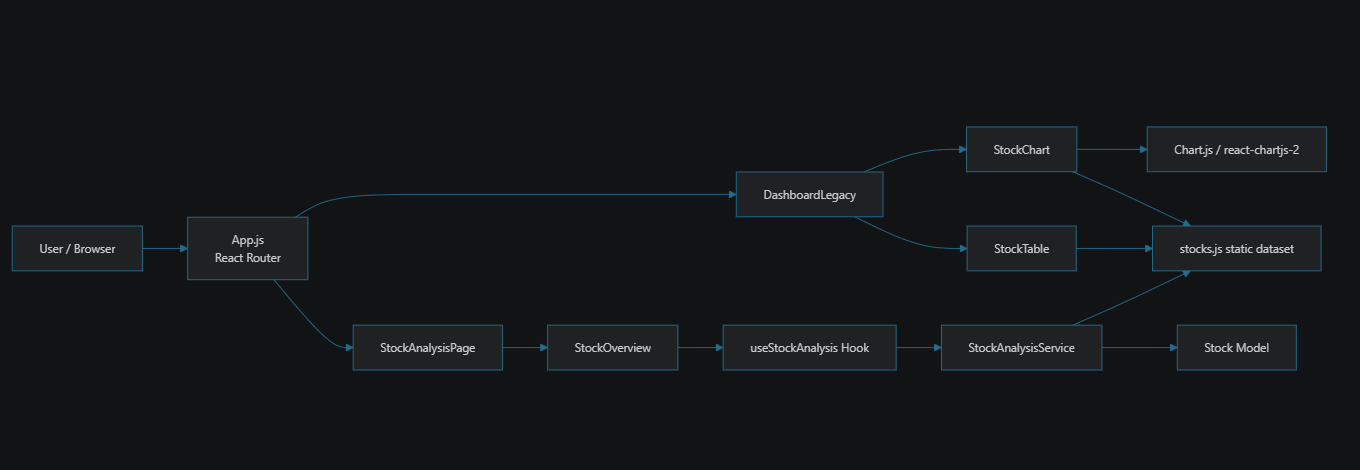 User / Browser
App.js
React Router
DashboardLegacy
StockChart
Chart.js / react-chartjs-2
StockTable
stocks.js static dataset
StockAnalysisPage
StockOverview
useStockAnalysis Hook
StockAnalysisService
Stock Model